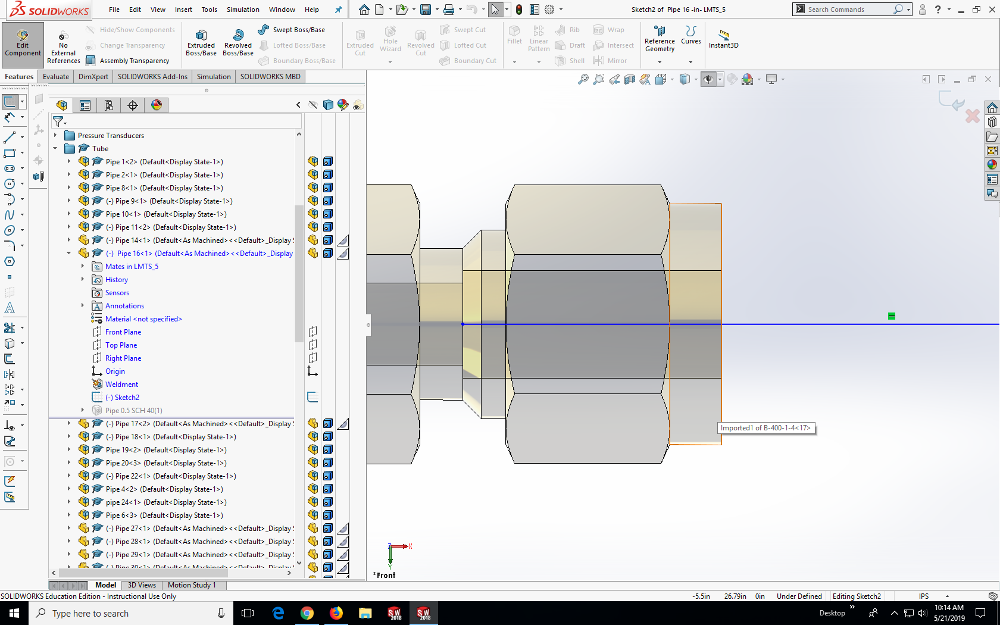 SOLIDWORKS
File Edit View Insert Tools Simulation Window Help
Sketch2 of Pipe 16 -in- LMTS_5
Search Commands
Edit Component
No External References
Hide/Show Components
Change Transparency
Assembly Transparency
Extruded Boss/Base
Revolved Boss/Base
Swept Boss/Base
Lofted Boss/Base
Boundary Boss/Base
Extruded Cut
Hole Wizard
Revolved Cut
Swept Cut
Lofted Cut
Boundary Cut
Fillet
Linear Pattern
Rib
Draft
Shell
Wrap
Intersect
Mirror
Reference Geometry
Curves
Instant3D
Features Evaluate DimXpert SOLIDWORKS Add-Ins Simulation SOLIDWORKS MBD
Pressure Transducers
Tube
Pipe 1<2> (Default<Display State-1>)
Pipe 2<1> (Default<Display State-1>)
Pipe 8<1> (Default<Display State-1>)
(-) Pipe 9<1> (Default<Display State-1>)
Pipe 10<1> (Default<Display State-1>)
(-) Pipe 11<2> (Default<Display State-1>)
(-) Pipe 14<1> (Default<As Machined><<Default>_Display
(-) Pipe 16<1> (Default<As Machined><<Default>_Display
Mates in LMTS_5
History
Sensors
Annotations
Material <not specified>
Front Plane
Top Plane
Right Plane
Origin
Weldment
(-) Sketch2
Pipe 0.5 SCH 40(1)
(-) Pipe 17<2> (Default<As Machined><<Default>_Display
(-) Pipe 18<1> (Default<Display State-1>)
Pipe 19<2> (Default<Display State-1>)
Pipe 20<3> (Default<Display State-1>)
(-) Pipe 22<1> (Default<Display State-1>)
Pipe 4<2> (Default<Display State-1>)
pipe 24<1> (Default<Display State-1>)
Pipe 6<3> (Default<Display State-1>)
(-) Pipe 27<1> (Default<As Machined><<Default>_Display
(-) Pipe 28<1> (Default<As Machined><<Default>_Display
(-) Pipe 29<1> (Default<As Machined><<Default>_Display
Imported1 of B-400-1-4<17>
Z X
Y
*Front
Model 3D Views Motion Study 1
SOLIDWORKS Education Edition - Instructional Use Only
-5.5in 26.79in 0in Under Defined Editing Sketch2 IPS
Type here to search
SW 2018
SW 2018
Desktop
10:14 AM
5/21/2019